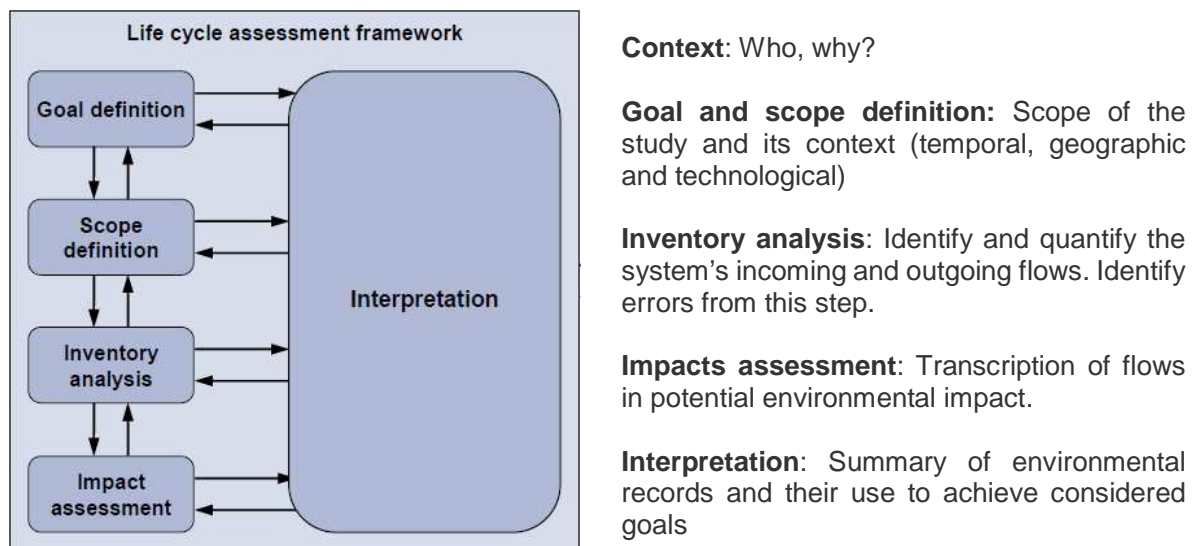 Life cycle assessment framework
Goal definition
Scope
definition
Inventory
analysis
Impact
assessment
Interpretation
Context: Who, why?
Goal and scope definition: Scope of the
study and its context (temporal, geographic
and technological)
Inventory analysis: Identify and quantify the
system’s incoming and outgoing flows. Identify
errors from this step.
Impacts assessment: Transcription of flows
in potential environmental impact.
Interpretation: Summary of environmental
records and their use to achieve considered
goals